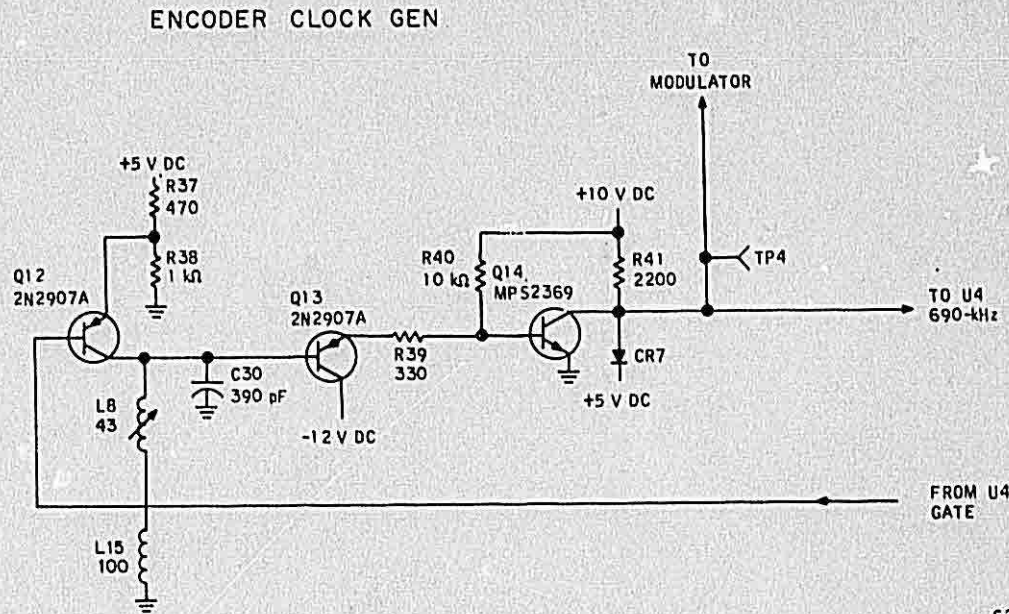 ENCODER CLOCK GEN
TO
MODULATOR
+5 V DC
R37
470
+10 V DC
R38
1 kΩ
R40
10 kΩ
Q14
MPS2369
R41
2200
TP4
Q12
2N2907A
Q13
2N2907A
TO U4
690-kHz
R39
330
C30
390 pF
CR7
L8
43
+5 V DC
-12 V DC
FROM U4
GATE
L15
100